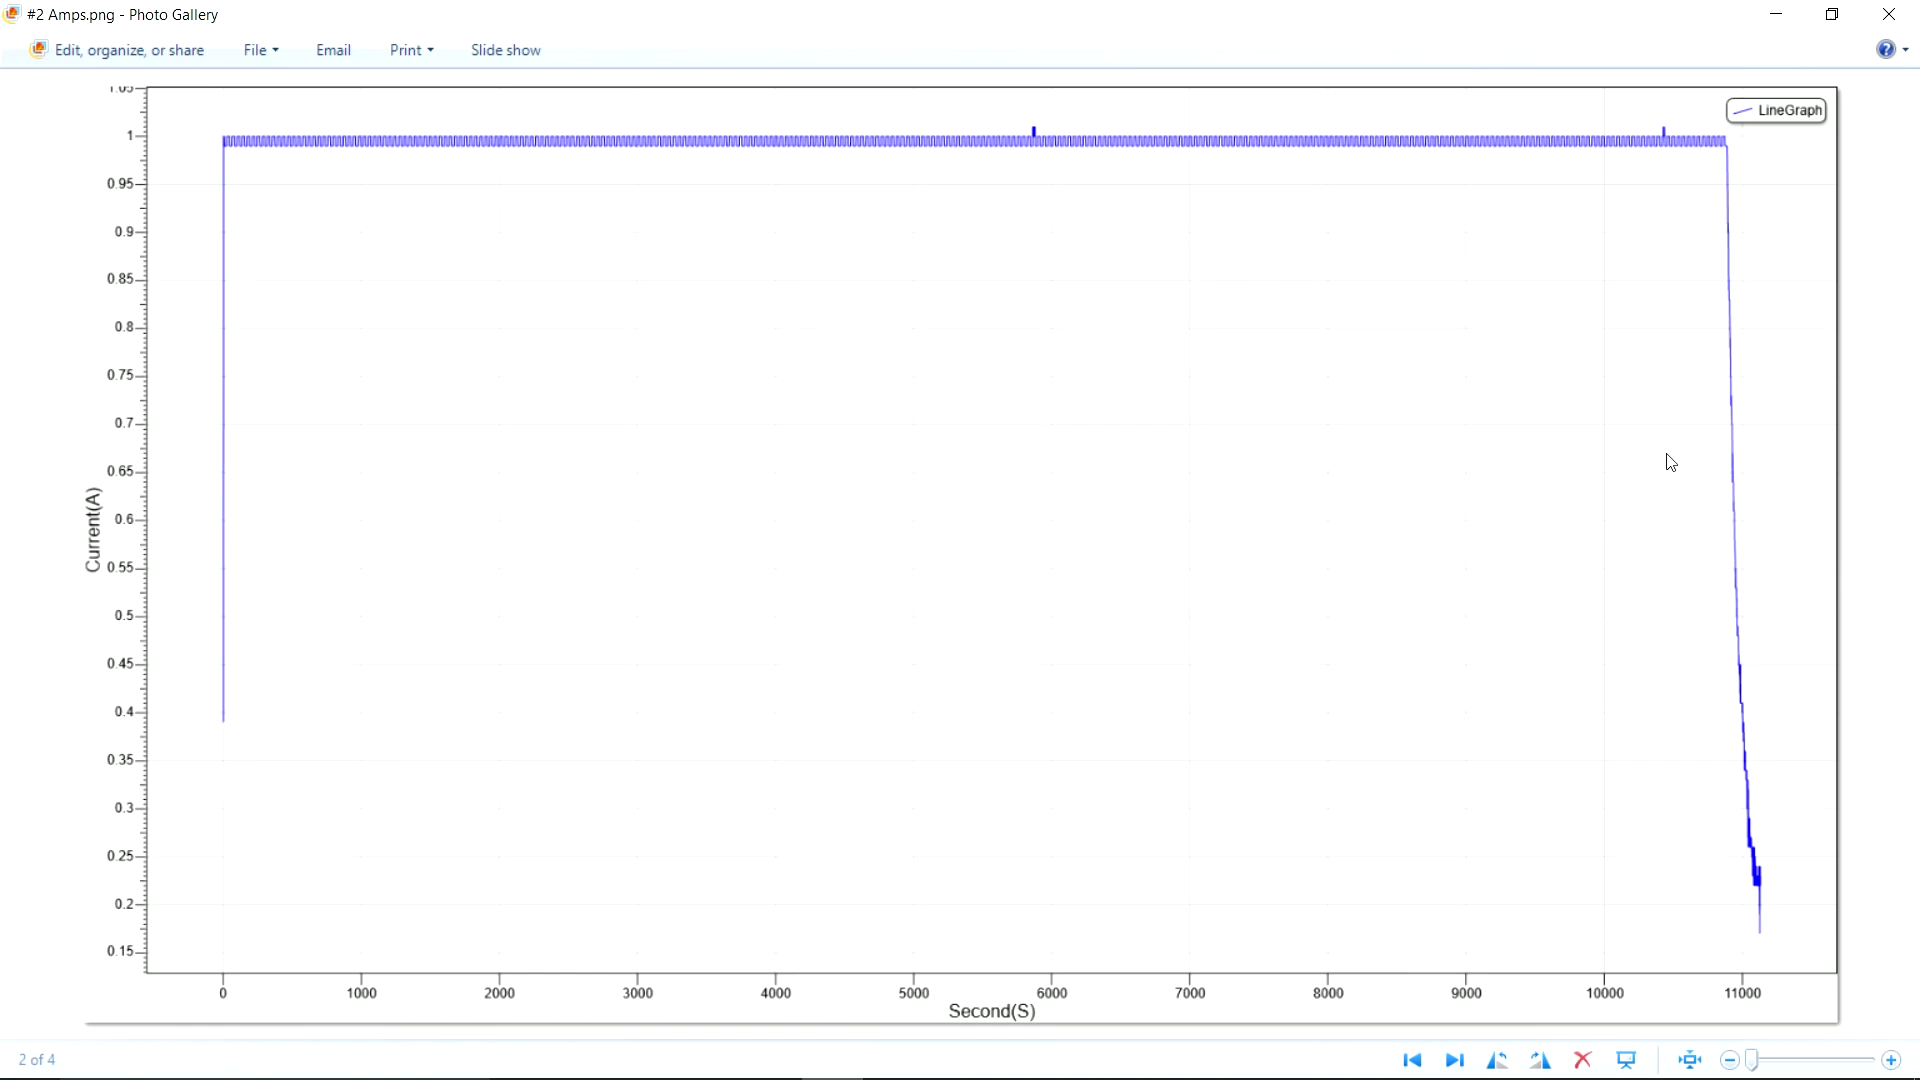 #2 Amps.png - Photo Gallery
Edit, organize, or share File Email Print Slide show
LineGraph
1.05
1
0.95
0.9
0.85
0.8
0.75
0.7
0.65
0.6
0.55
0.5
0.45
0.4
0.35
0.3
0.25
0.2
0.15
Current(A)
0 1000 2000 3000 4000 5000 6000 7000 8000 9000 10000 11000
Second(S)
2 of 4